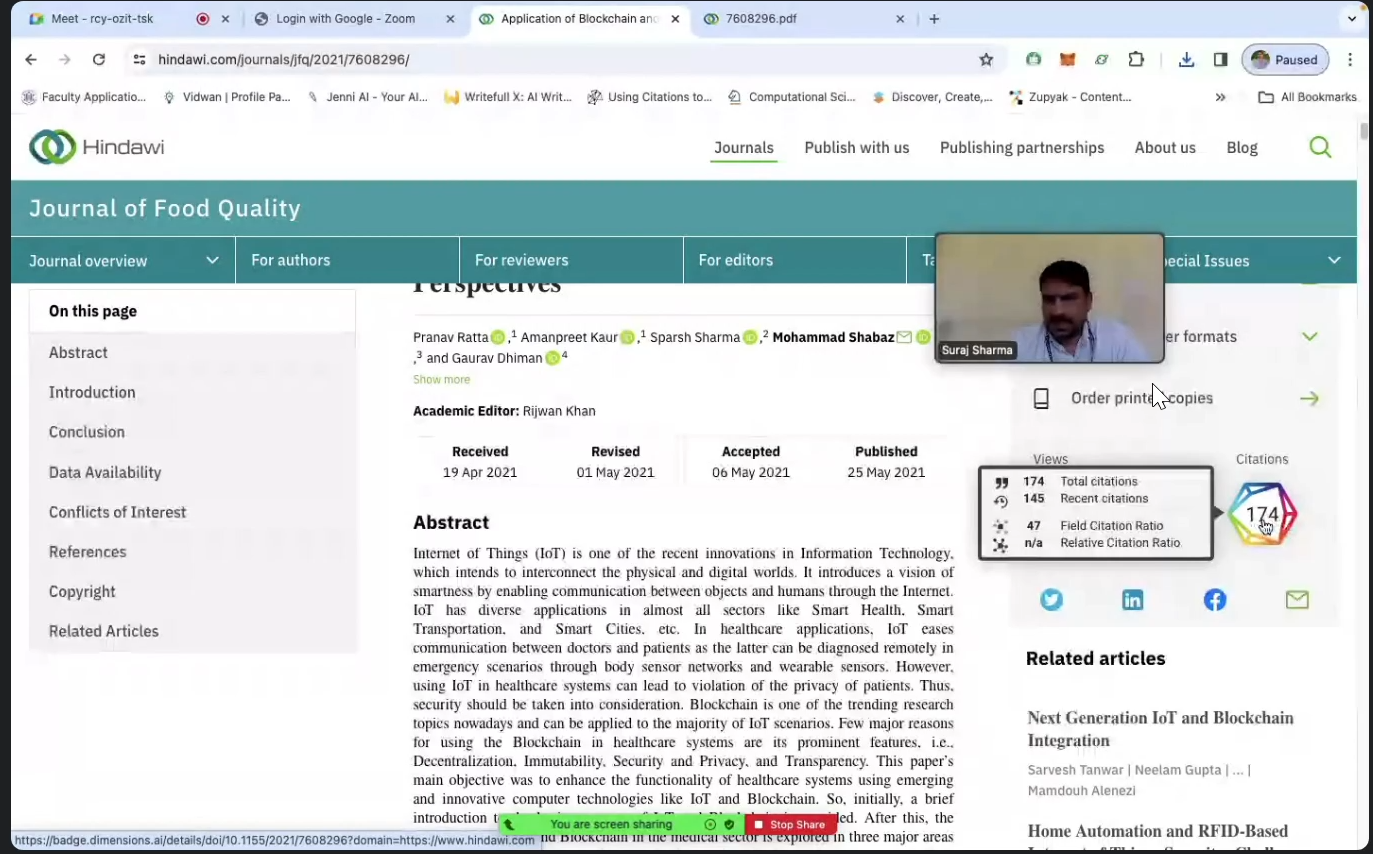 Meet - rcy-ozit-tsk
Login with Google - Zoom
Application of Blockchain and
7608296.pdf
hindawi.com/journals/jfq/2021/7608296/
Paused
Faculty Applicatio...
Vidwan | Profile Pa...
Jenni AI - Your AI...
Writefull X: AI Writ...
Using Citations to...
Computational Sci...
Discover, Create,...
Zupyak - Content...
All Bookmarks
Hindawi
Journals
Publish with us
Publishing partnerships
About us
Blog
Journal of Food Quality
Journal overview
For authors
For reviewers
For editors
Ta
ecial Issues
On this page
Abstract
Introduction
Conclusion
Data Availability
Conflicts of Interest
References
Copyright
Related Articles
Perspectives
Pranav Ratta ,1 Amanpreet Kaur ,1 Sparsh Sharma ,2 Mohammad Shabaz
,3 and Gaurav Dhiman 4
Show more
Academic Editor: Rijwan Khan
Received Revised Accepted Published
19 Apr 2021 01 May 2021 06 May 2021 25 May 2021
Abstract
Internet of Things (IoT) is one of the recent innovations in Information Technology,
which intends to interconnect the physical and digital worlds. It introduces a vision of
smartness by enabling communication between objects and humans through the Internet.
IoT has diverse applications in almost all sectors like Smart Health, Smart
Transportation, and Smart Cities, etc. In healthcare applications, IoT eases
communication between doctors and patients as the latter can be diagnosed remotely in
emergency scenarios through body sensor networks and wearable sensors. However,
using IoT in healthcare systems can lead to violation of the privacy of patients. Thus,
security should be taken into consideration. Blockchain is one of the trending research
topics nowadays and can be applied to the majority of IoT scenarios. Few major reasons
for using the Blockchain in healthcare systems are its prominent features, i.e.,
Decentralization, Immutability, Security and Privacy, and Transparency. This paper's
main objective was to enhance the functionality of healthcare systems using emerging
and innovative computer technologies like IoT and Blockchain. So, initially, a brief
introduction t ded. After this, the
nd Blockchain in the medical sector is explored in three major areas
You are screen sharing
Stop Share
https://badge.dimensions.ai/details/doi/10.1155/2021/7608296?domain=https://www.hindawi.com
Suraj Sharma
er formats
Order printed copies
Views
Citations
174 Total citations
145 Recent citations
47 Field Citation Ratio
n/a Relative Citation Ratio
174
Related articles
Next Generation IoT and Blockchain
Integration
Sarvesh Tanwar | Neelam Gupta | ... |
Mamdouh Alenezi
Home Automation and RFID-Based